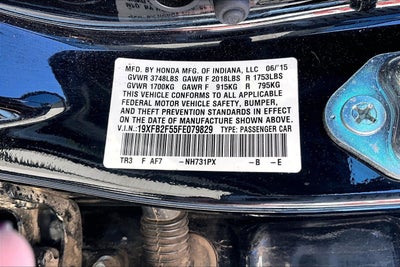 MFD. BY HONDA MFG. OF INDIANA, LLC 06/15
GVWR 3748LBS GAWR F 2018LBS R 1753LBS
GVWR 1700KG GAWR F 915KG R 795KG
THIS VEHICLE CONFORMS TO ALL APPLICABLE
FEDERAL MOTOR VEHICLE SAFETY, BUMPER,
AND THEFT PREVENTION STANDARDS IN EFFECT
ON THE DATE OF MANUFACTURE SHOWN ABOVE.
V.I.N.: 19XFB2F55FE079829 TYPE: PASSENGER CAR
TR3 F AF7 -NH731PX -B -E